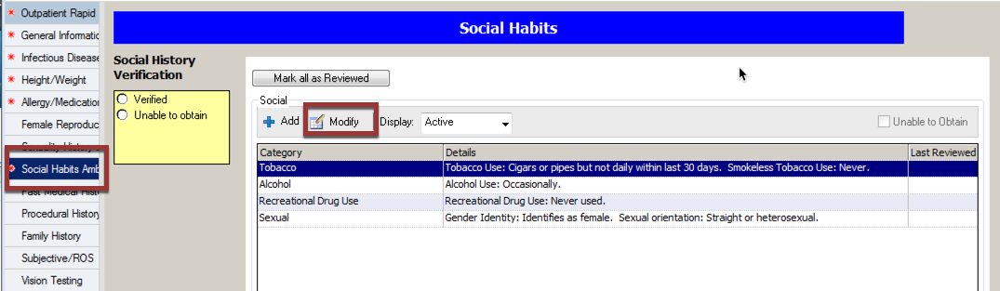 Outpatient Rapid
General Informatic
Infectious Disease
Height/Weight
Allergy/Medication
Female Reproduc
Social Habits Amb
Past Medical Hist
Procedural History
Family History
Subjective/ROS
Vision Testing
Social Habits
Social History
Verification
Verified
Unable to obtain
Mark all as Reviewed
Social
Add Modify Display: Active Unable to Obtain
Category Details Last Reviewed
Tobacco Tobacco Use: Cigars or pipes but not daily within last 30 days. Smokeless Tobacco Use: Never.
Alcohol Alcohol Use: Occasionally.
Recreational Drug Use Recreational Drug Use: Never used.
Sexual Gender Identity: Identifies as female. Sexual orientation: Straight or heterosexual.